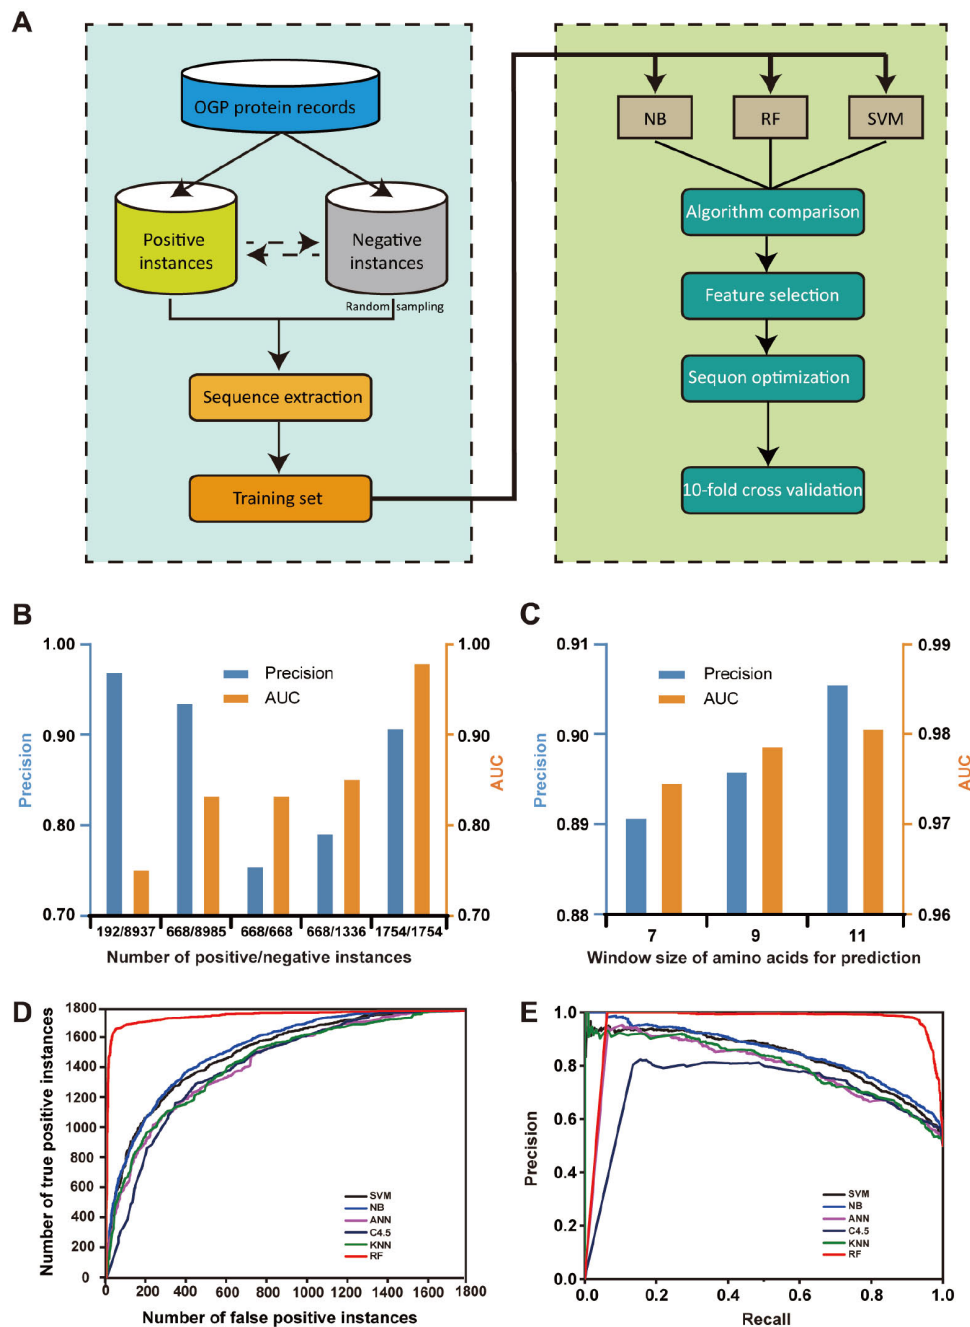 A
OGP protein records
Positive
instances
Negative
instances
Random sampling
Sequence extraction
Training set
NB
RF
SVM
Algorithm comparison
Feature selection
Sequon optimization
10-fold cross validation
B
1.00
0.90
0.80
0.70
Precision
Precision
AUC
1.00
0.90
0.80
0.70
AUC
192/8937 668/8985 668/668 668/1336 1754/1754
Number of positive/negative instances
C
0.91
0.90
0.89
0.88
Precision
Precision
AUC
0.99
0.98
0.97
0.96
AUC
7 9 11
Window size of amino acids for prediction
D
Number of true positive instances
1800
1600
1400
1200
1000
800
600
400
200
0
SVM
NB
ANN
C4.5
KNN
RF
0 200 400 600 800 1000 1200 1400 1600 1800
Number of false positive instances
E
Precision
1.0
0.8
0.6
0.4
0.2
0.0
SVM
NB
ANN
C4.5
KNN
RF
0.0 0.2 0.4 0.6 0.8 1.0
Recall